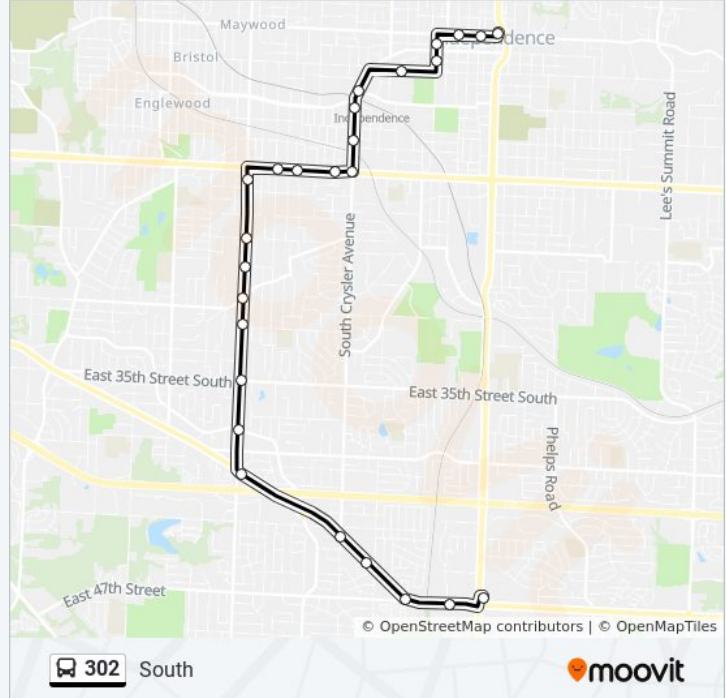 Maywood
Independence
Bristol
Englewood
Independence
Lee's Summit Road
South Crysler Avenue
East 35th Street South
East 35th Street South
Phelps Road
East 47th Street
© OpenStreetMap contributors | © OpenMapTiles
302 South
moovit